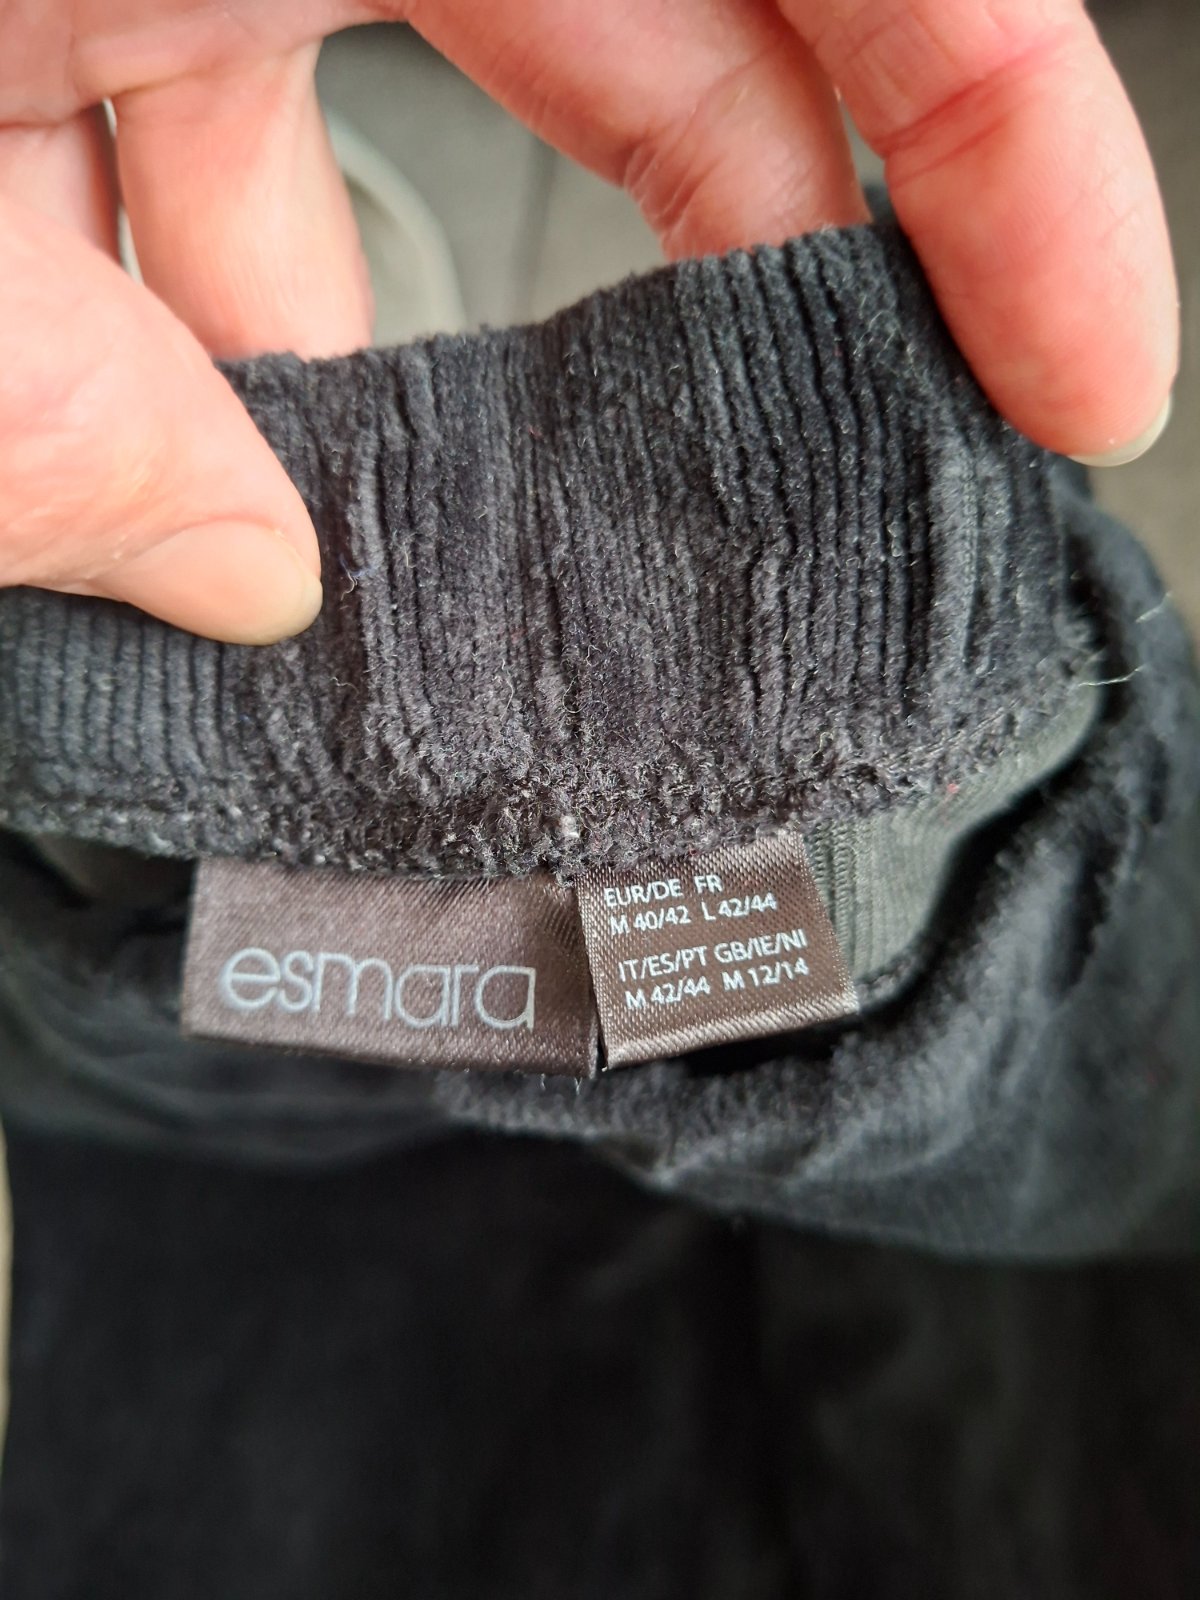 esmara
EUR/DE FR
M 40/42 L 42/44
IT/ES/PT GB/IE/NI
M 42/44 M 12/14